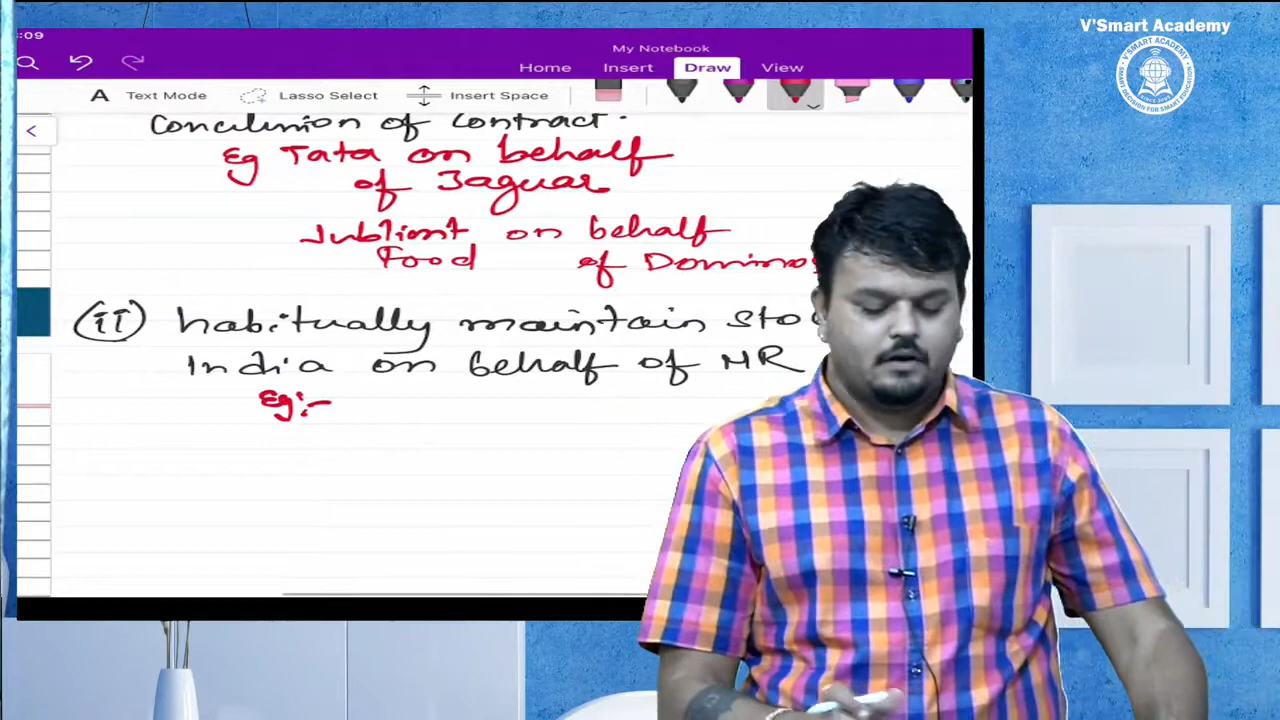 :09
V'Smart Academy
My Notebook
Home Insert Draw View
A Text Mode Lasso Select Insert Space
Conclusion of Contract.
Eg Tata on behalf
of Jaguar
Jublient on behalf
Food of Dominos
(ii) habitually maintain sto
India on behalf of NR
Eg:-